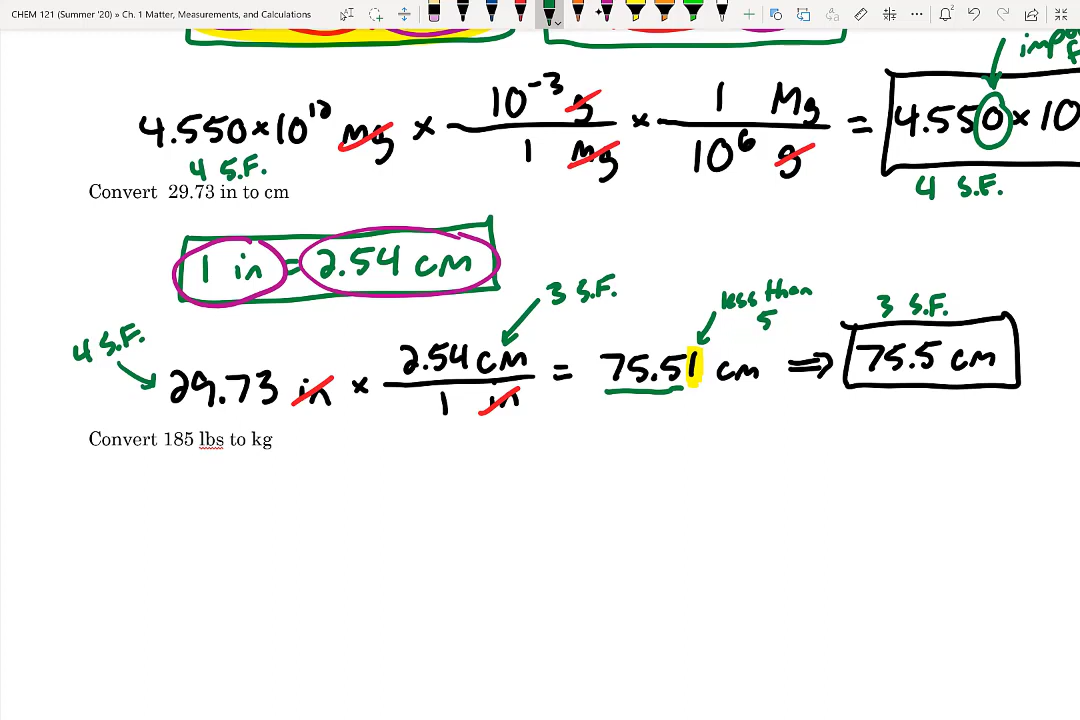 CHEM 121 (Summer '20) » Ch. 1 Matter, Measurements, and Calculations
4.550×10¹² mg × 10⁻³ g / 1 mg × 1 Mg / 10⁶ g = 4.550×10
4 S.F.
4 S.F.
Convert 29.73 in to cm
1 in = 2.54 cm
3 S.F.
less than
5
3 S.F.
4 S.F.
29.73 in × 2.54 cm / 1 in = 75.51 cm ⇒ 75.5 cm
Convert 185 lbs to kg